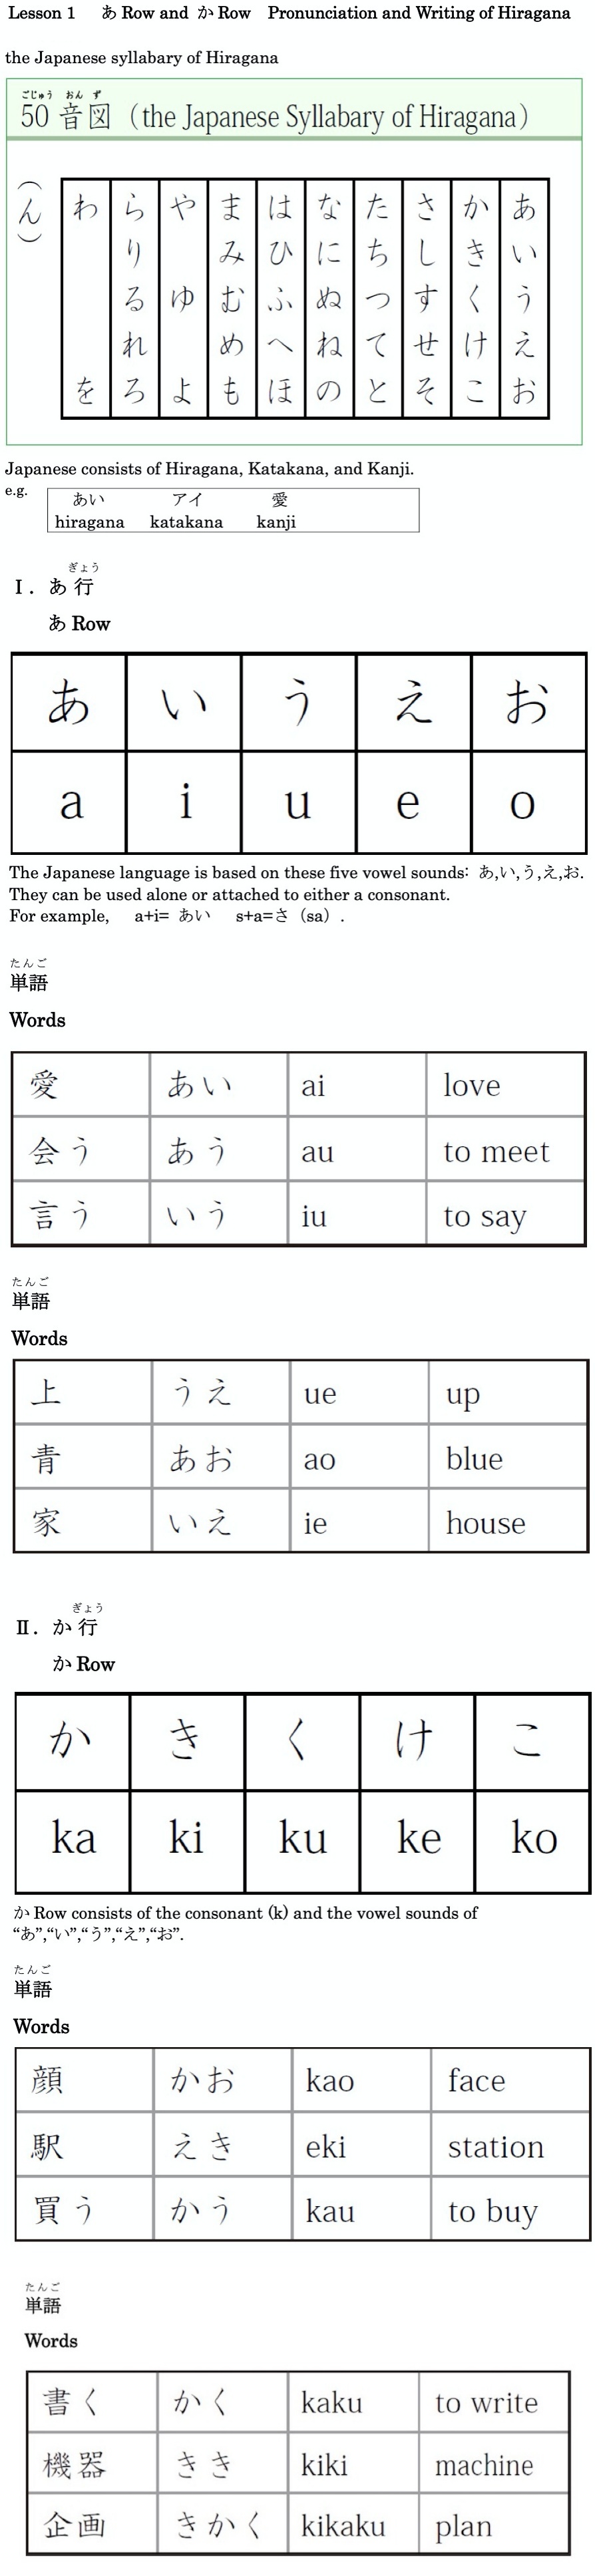 Lesson 1 あ Row and か Row Pronunciation and Writing of Hiragana
the Japanese syllabary of Hiragana
ごじゅう おん ず
50 音図（the Japanese Syllabary of Hiragana）
（ん）
わ ら や ま は な た さ か あ
り み ひ に ち し き い
る ゆ む ふ ぬ つ す く う
れ め へ ね て せ け え
を ろ よ も ほ の と そ こ お
Japanese consists of Hiragana, Katakana, and Kanji.
e.g.
あい アイ 愛
hiragana katakana kanji
ぎょう
Ⅰ. あ 行
あ Row
あ い う え お
a i u e o
The Japanese language is based on these five vowel sounds: あ,い,う,え,お.
They can be used alone or attached to either a consonant.
For example, a+i= あい s+a=さ（sa）.
たんご
単語
Words
愛 あい ai love
会う あう au to meet
言う いう iu to say
たんご
単語
Words
上 うえ ue up
青 あお ao blue
家 いえ ie house
ぎょう
Ⅱ. か 行
か Row
か き く け こ
ka ki ku ke ko
か Row consists of the consonant (k) and the vowel sounds of
“あ”,“い”,“う”,“え”,“お”.
たんご
単語
Words
顔 かお kao face
駅 えき eki station
買う かう kau to buy
たんご
単語
Words
書く かく kaku to write
機器 きき kiki machine
企画 きかく kikaku plan